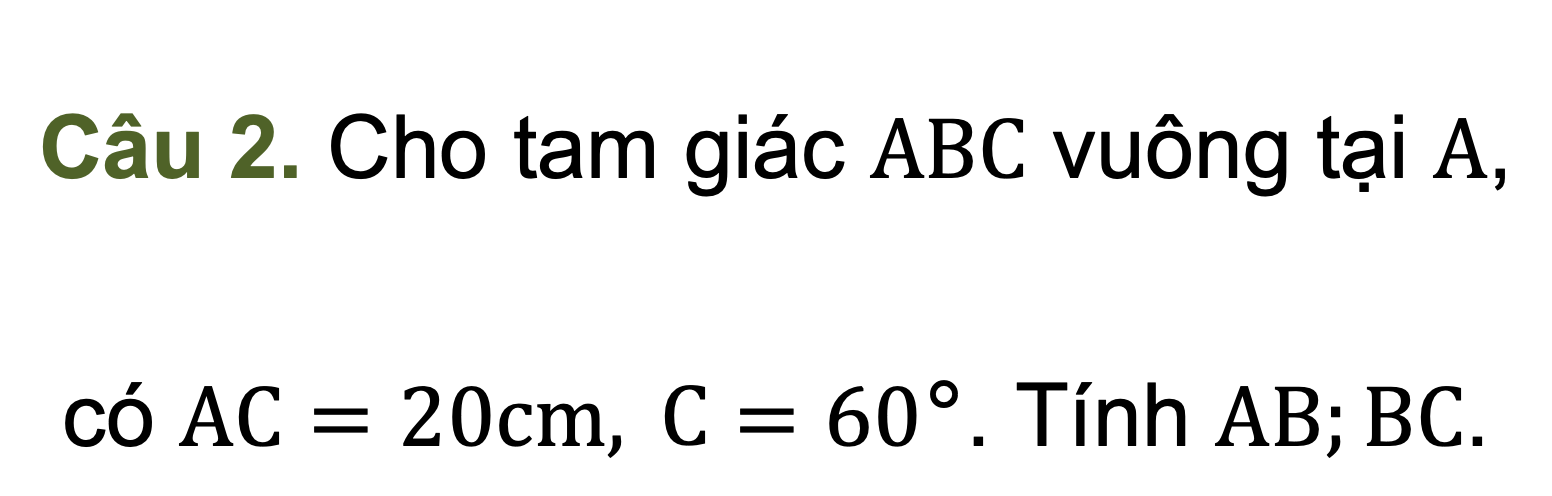 Câu 2. Cho tam giác ABC vuông tại A,
có AC = 20cm, C = 60°. Tính AB; BC.